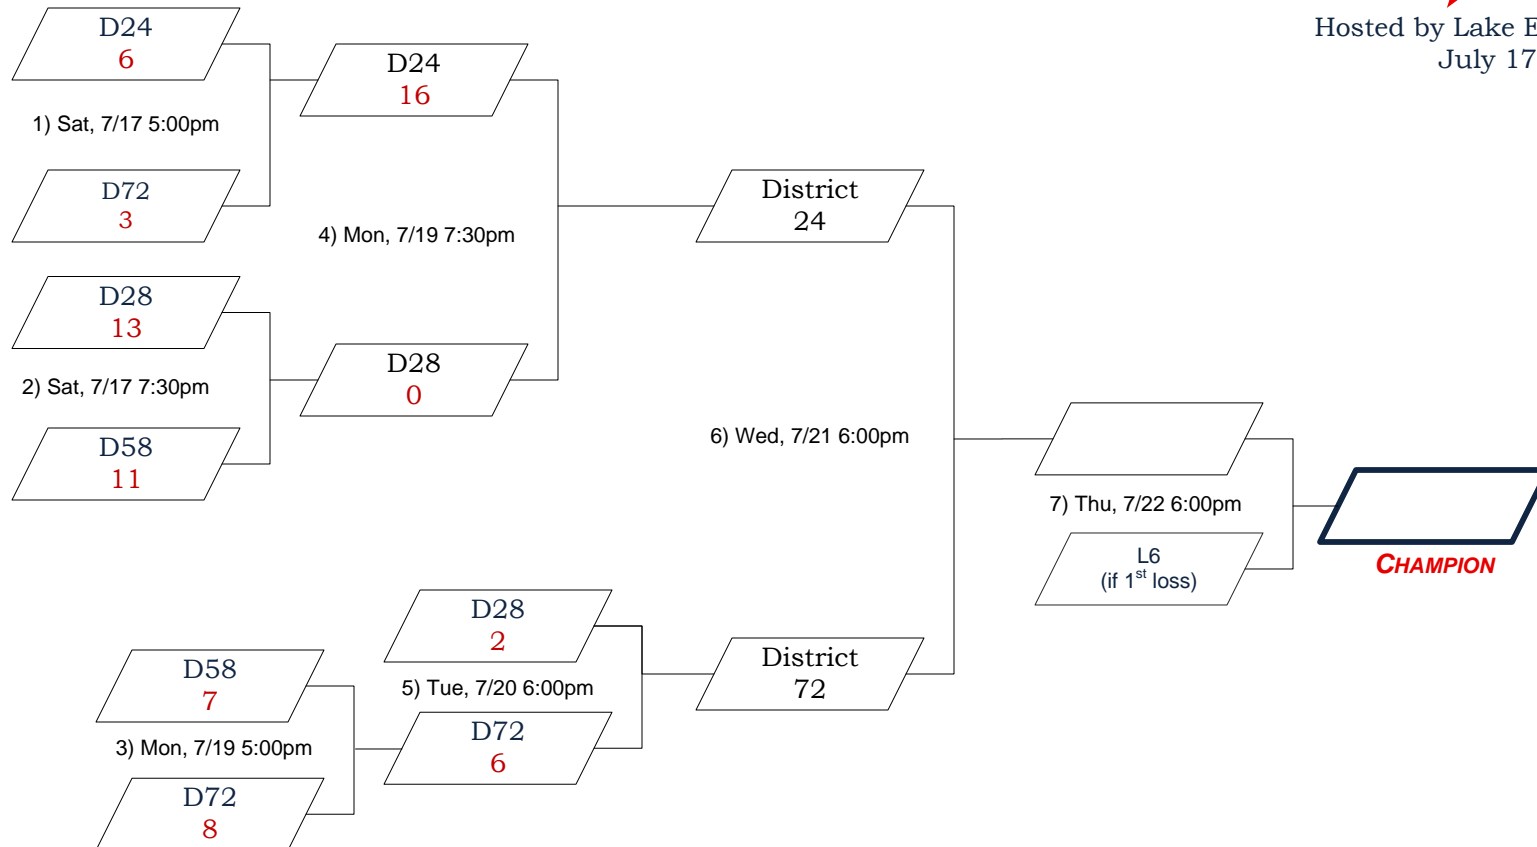 Hosted by Lake E
July 17
D24
6
1) Sat, 7/17 5:00pm
D72
3
D24
16
4) Mon, 7/19 7:30pm
D28
13
2) Sat, 7/17 7:30pm
D58
11
D28
0
District
24
6) Wed, 7/21 6:00pm
7) Thu, 7/22 6:00pm
L6
(if 1st loss)
CHAMPION
D28
2
5) Tue, 7/20 6:00pm
D72
6
District
72
D58
7
3) Mon, 7/19 5:00pm
D72
8